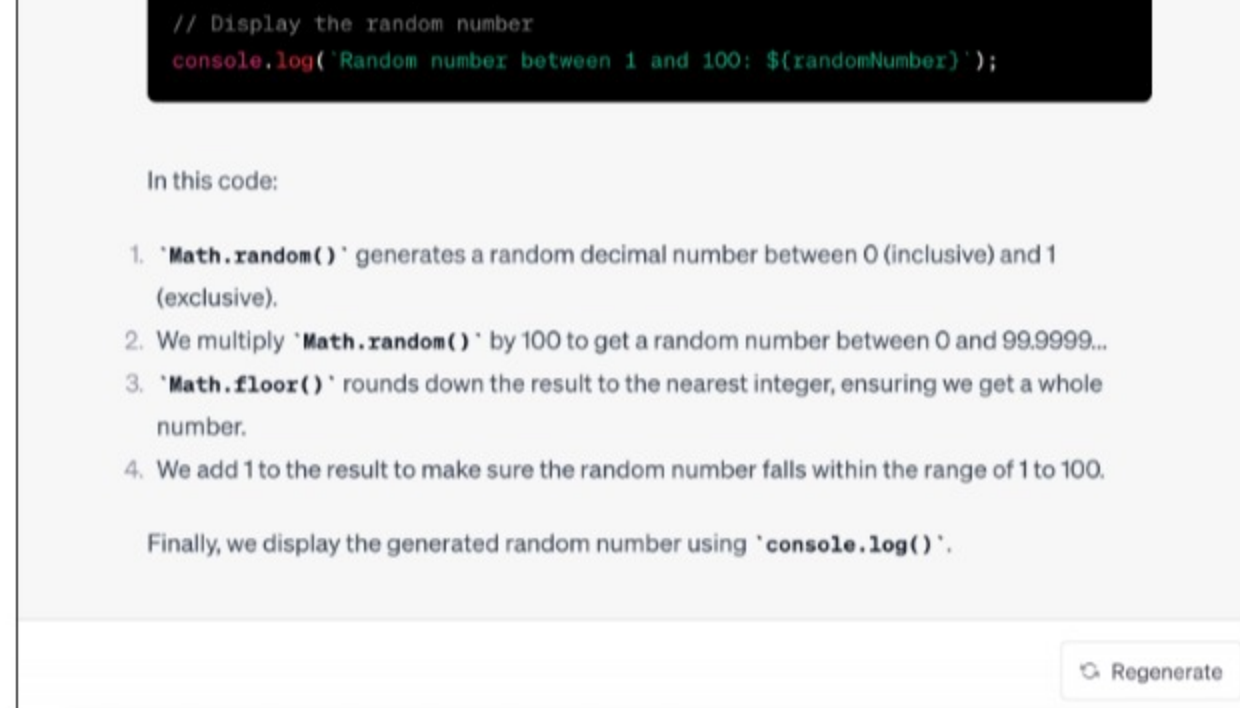 // Display the random number
console.log(`Random number between 1 and 100: ${randomNumber}`);
In this code:
1. `Math.random()` generates a random decimal number between 0 (inclusive) and 1
(exclusive).
2. We multiply `Math.random()` by 100 to get a random number between 0 and 99.9999...
3. `Math.floor()` rounds down the result to the nearest integer, ensuring we get a whole
number.
4. We add 1 to the result to make sure the random number falls within the range of 1 to 100.
Finally, we display the generated random number using `console.log()`.
Regenerate